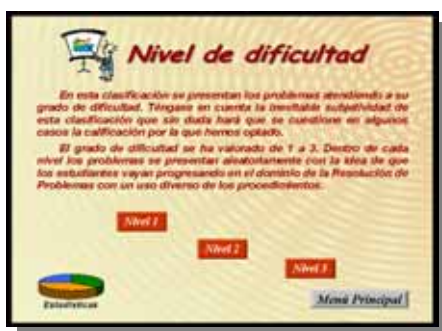 Nivel de dificultad
En esta clasificación se presentan los problemas atendiendo a su
grado de dificultad. Téngase en cuenta la inevitable subjetividad de
esta clasificación que sin duda hará que se cuestione en algunos
casos la calificación por la que hemos optado.
El grado de dificultad se ha valorado de 1 a 3. Dentro de cada
nivel los problemas se presentan aleatoriamente con la idea de que
los estudiantes vayan progresando en el dominio de la Resolución de
Problemas con un uso diverso de los procedimientos.
Nivel 1
Nivel 2
Nivel 3
Estadísticas
Menú Principal